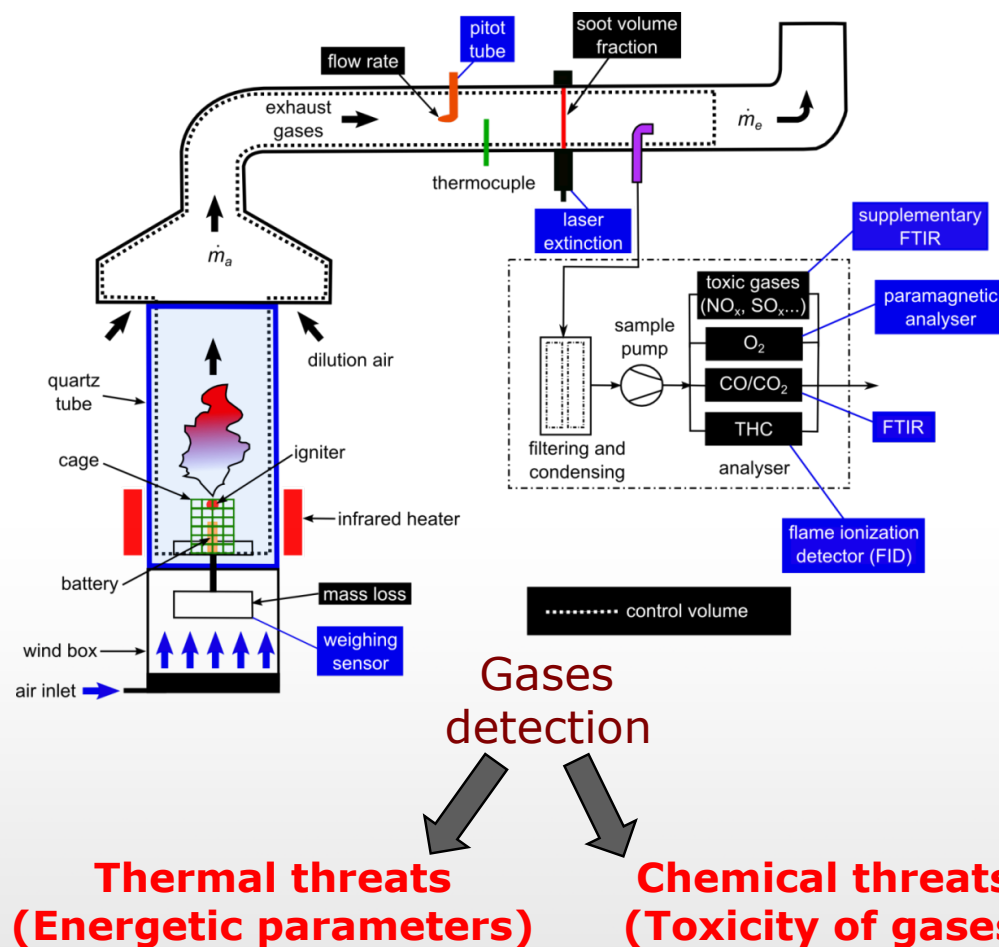 pitot
tube
soot volume
fraction
flow rate
exhaust
gases
ṁₑ
thermocuple
laser
extinction
supplementary
FTIR
ṁₐ
toxic gases
(NOₓ, SOₓ...)
paramagnetic
analyser
dilution air
sample
pump
O₂
quartz
tube
CO/CO₂
FTIR
THC
cage
igniter
filtering and
condensing
analyser
infrared heater
flame ionization
detector (FID)
battery
mass loss
control volume
wind box
weighing
sensor
air inlet
Gases
detection
Thermal threats
(Energetic parameters)
Chemical threats
(Toxicity of gases